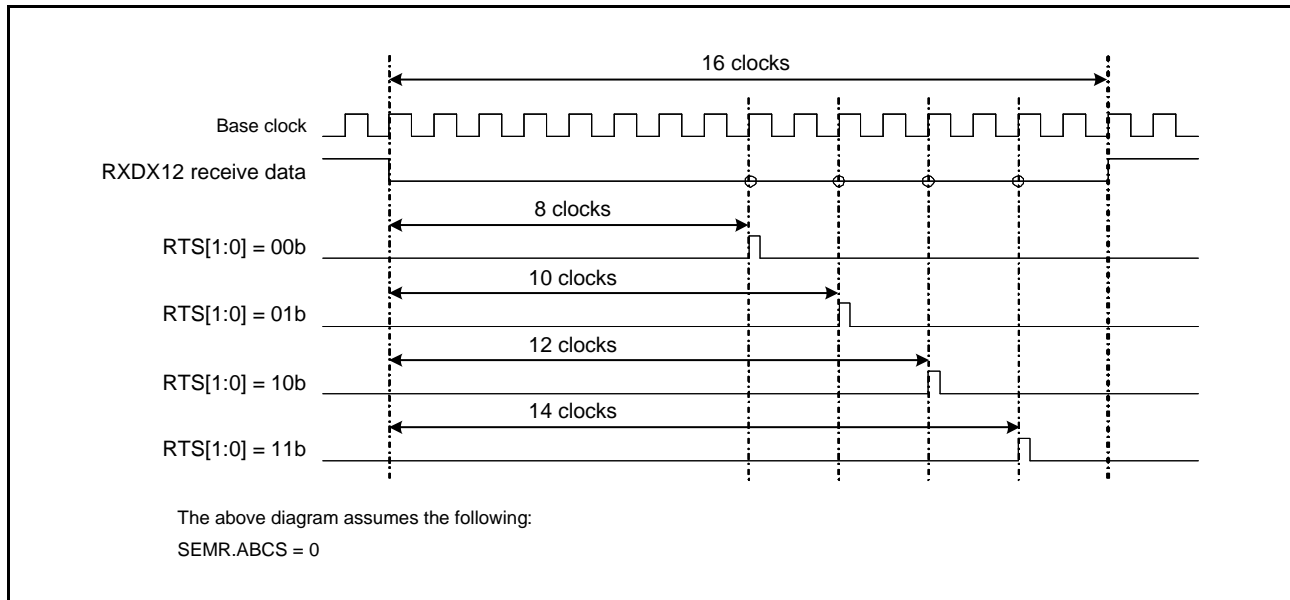 16 clocks
Base clock
RXDX12 receive data
8 clocks
RTS[1:0] = 00b
10 clocks
RTS[1:0] = 01b
12 clocks
RTS[1:0] = 10b
14 clocks
RTS[1:0] = 11b
The above diagram assumes the following:
SEMR.ABCS = 0